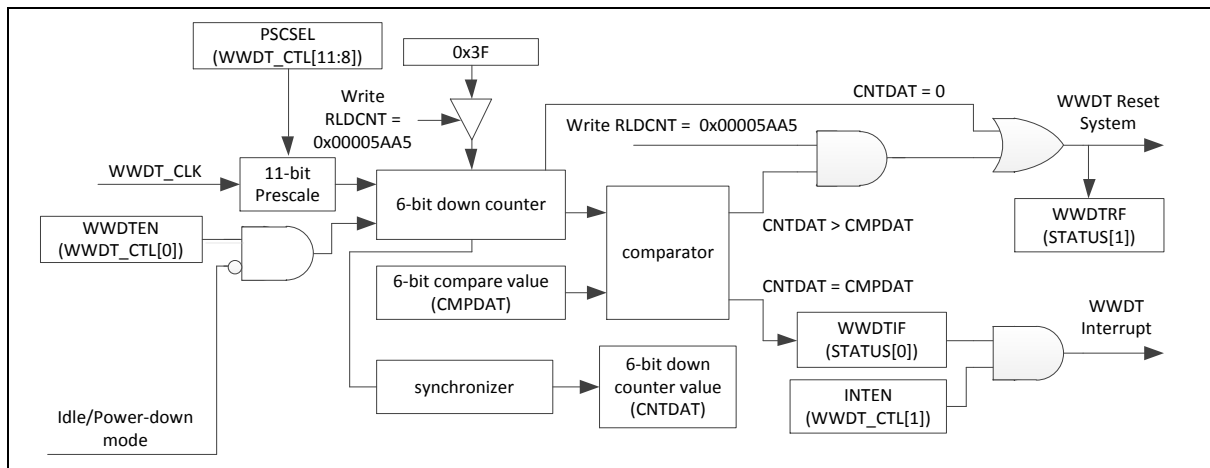 PSCSEL
(WWDT_CTL[11:8])
0x3F
Write
RLDCNT =
0x00005AA5
CNTDAT = 0
WWDT Reset
System
Write RLDCNT =  0x00005AA5
WWDT_CLK
11-bit
Prescale
6-bit down counter
WWDTEN
(WWDT_CTL[0])
comparator
CNTDAT > CMPDAT
WWDTRF
(STATUS[1])
6-bit compare value
(CMPDAT)
CNTDAT = CMPDAT
WWDTIF
(STATUS[0])
WWDT
Interrupt
synchronizer
6-bit down
counter value
(CNTDAT)
INTEN
(WWDT_CTL[1])
Idle/Power-down
mode